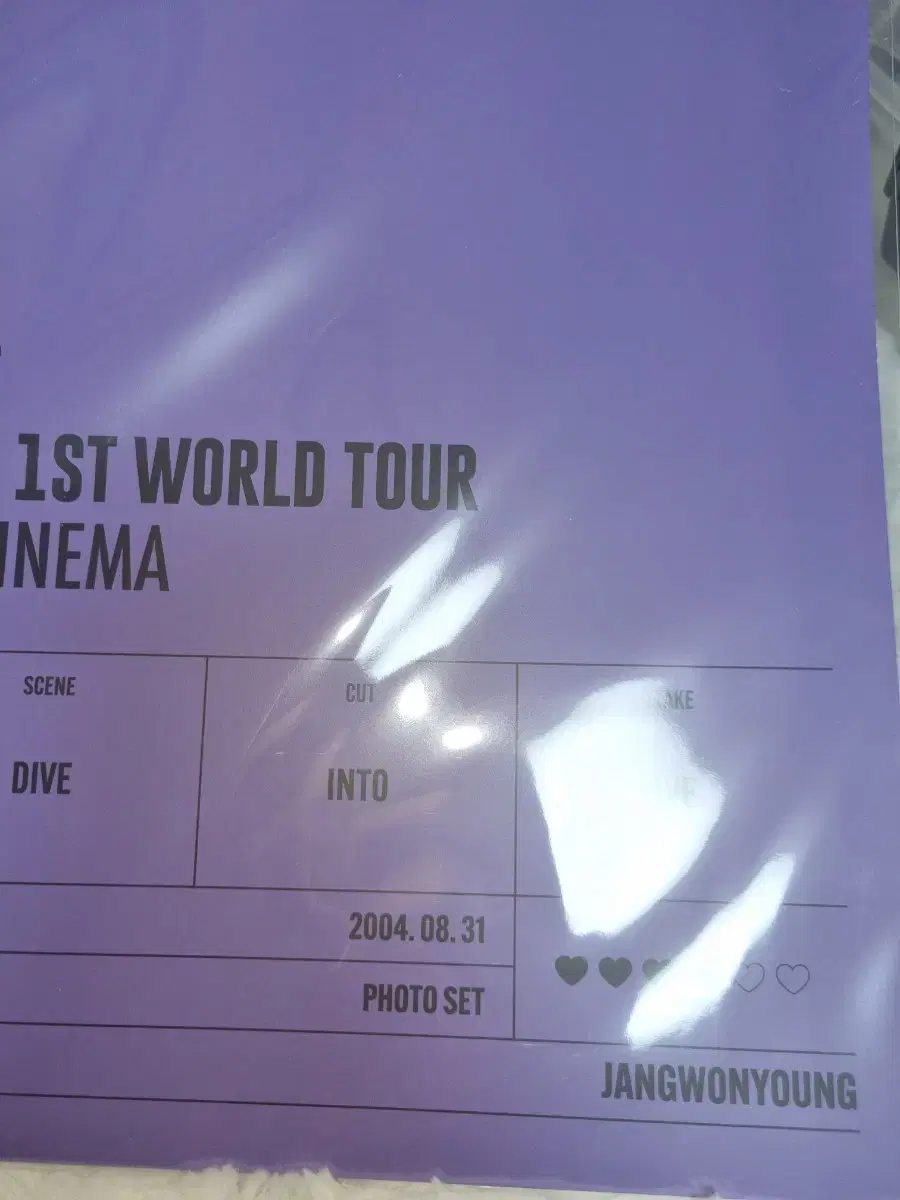 1ST WORLD TOUR
INEMA
SCENE CUT
DIVE INTO
2004. 08. 31
PHOTO SET
JANGWONYOUNG